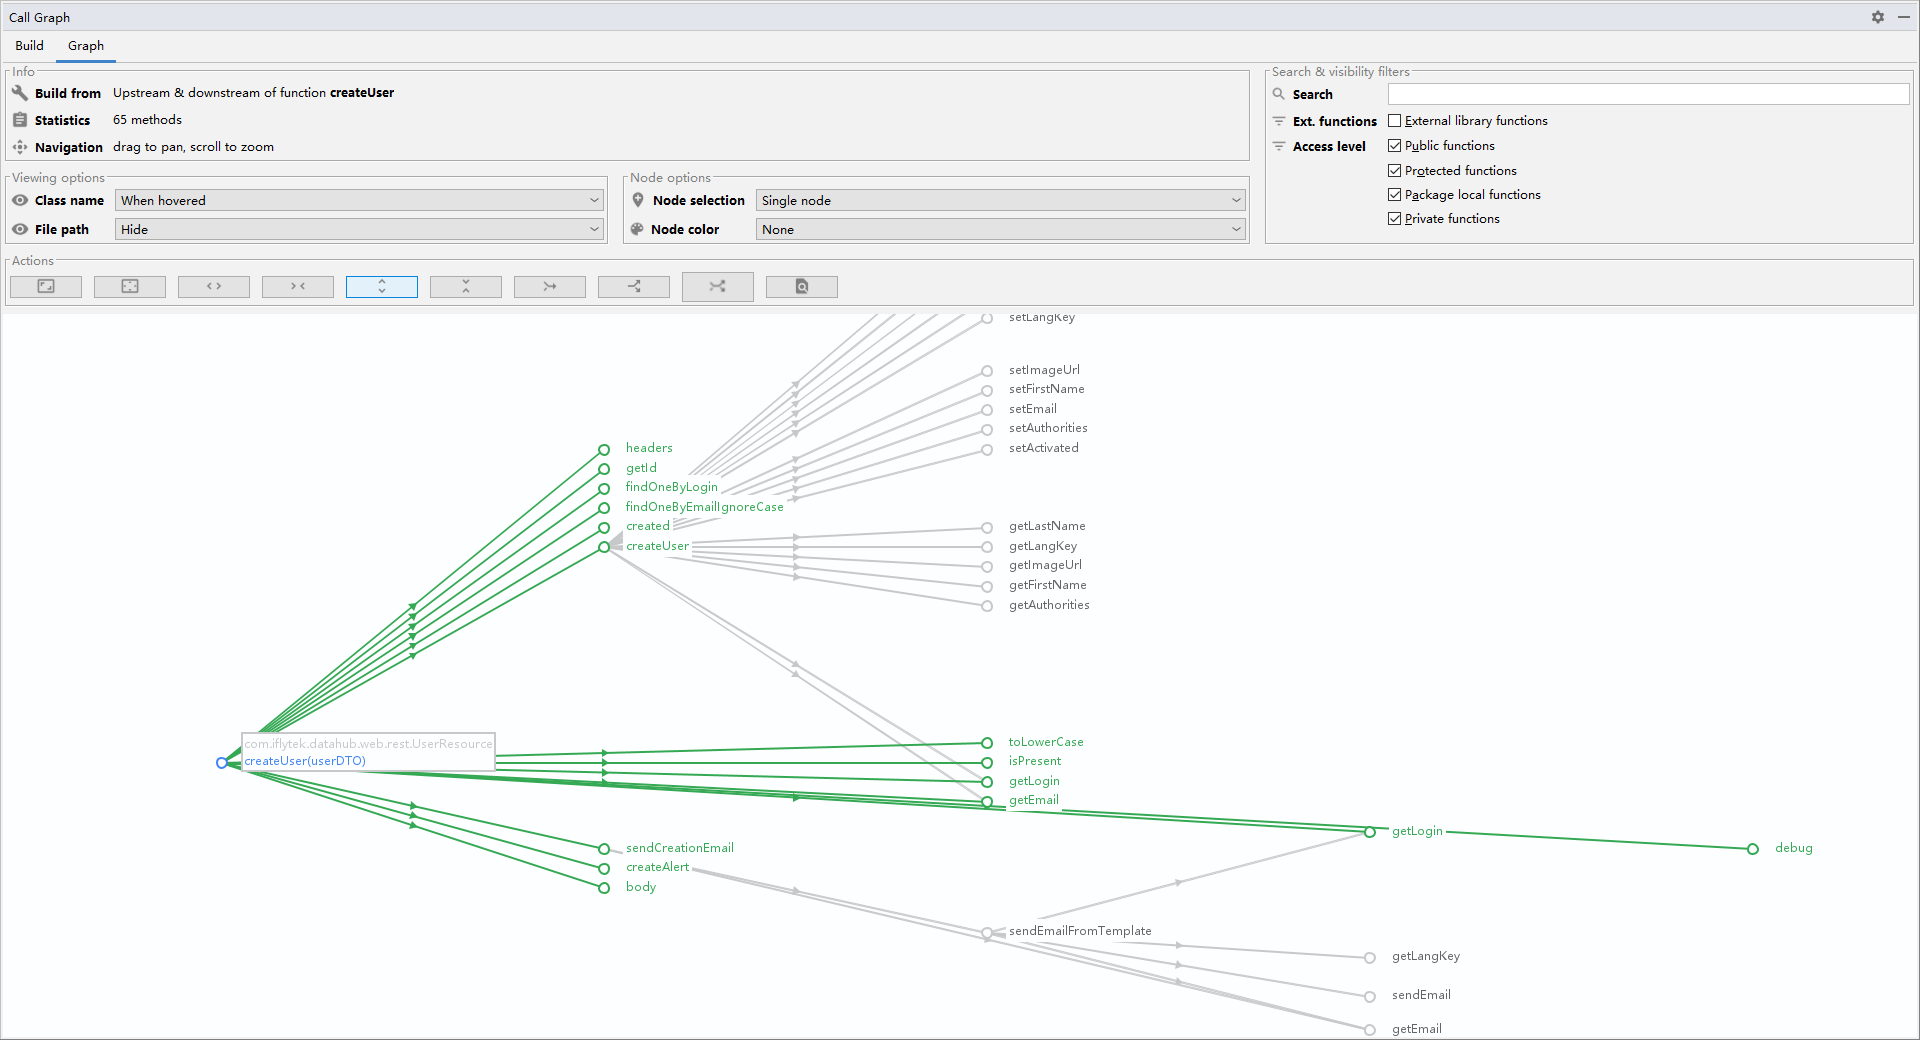 Call Graph
Build
Graph
Info
Build from Upstream & downstream of function createUser
Statistics 65 methods
Navigation drag to pan, scroll to zoom
Search & visibility filters
Search
Ext. functions External library functions
Access level Public functions
Protected functions
Package local functions
Private functions
Viewing options
Class name When hovered
File path Hide
Node options
Node selection Single node
Node color None
Actions
setLangKey
setImageUrl
setFirstName
setEmail
setAuthorities
setActivated
headers
getId
findOneByLogin
findOneByEmailIgnoreCase
created
createUser
getLastName
getLangKey
getImageUrl
getFirstName
getAuthorities
com.iflytek.datahub.web.rest.UserResource
createUser(userDTO)
toLowerCase
isPresent
getLogin
getEmail
getLogin
debug
sendCreationEmail
createAlert
body
sendEmailFromTemplate
getLangKey
sendEmail
getEmail